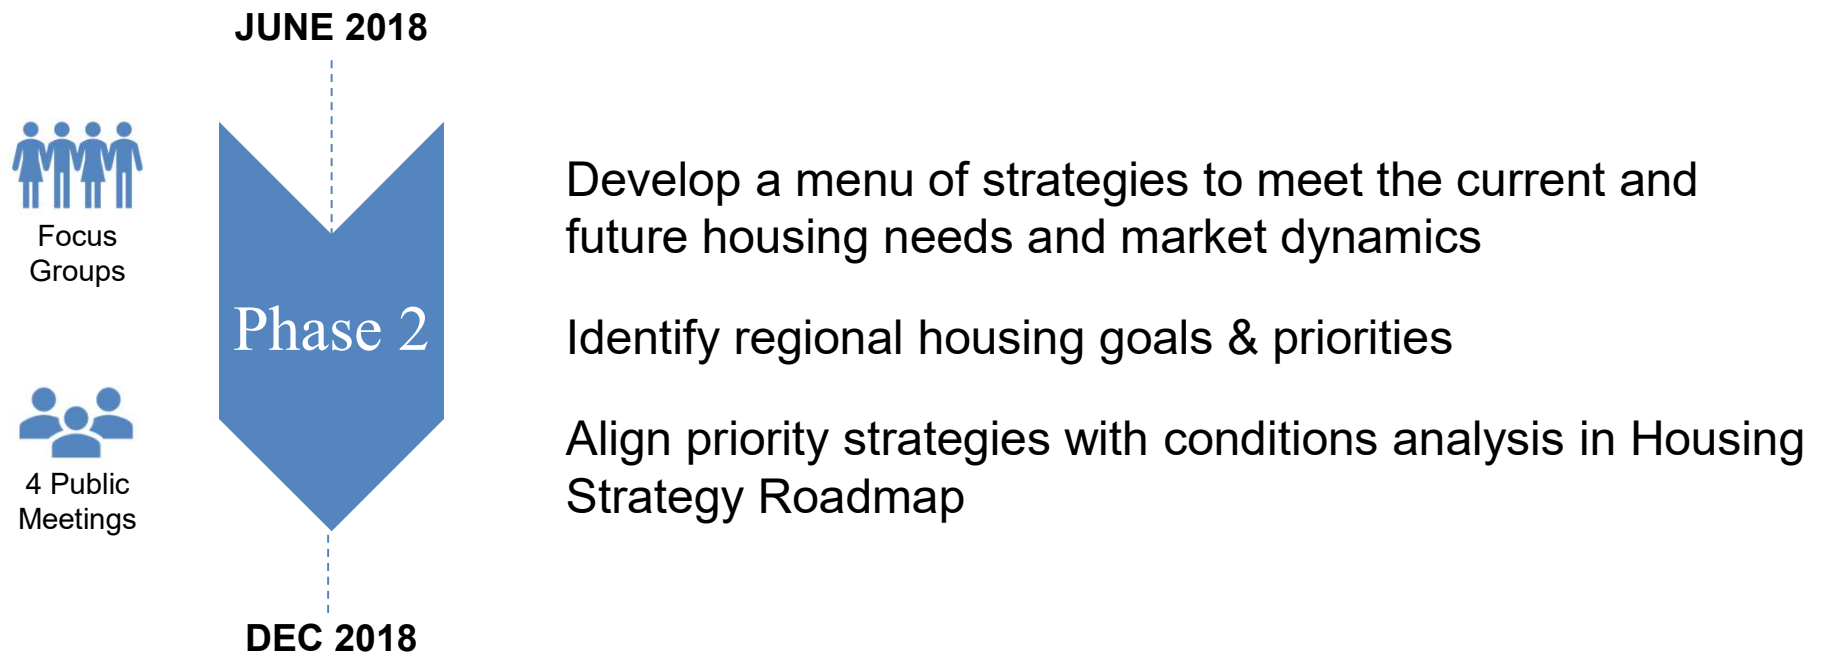 JUNE 2018
Focus
Groups
Phase 2
4 Public
Meetings
DEC 2018
Develop a menu of strategies to meet the current and
future housing needs and market dynamics
Identify regional housing goals & priorities
Align priority strategies with conditions analysis in Housing
Strategy Roadmap